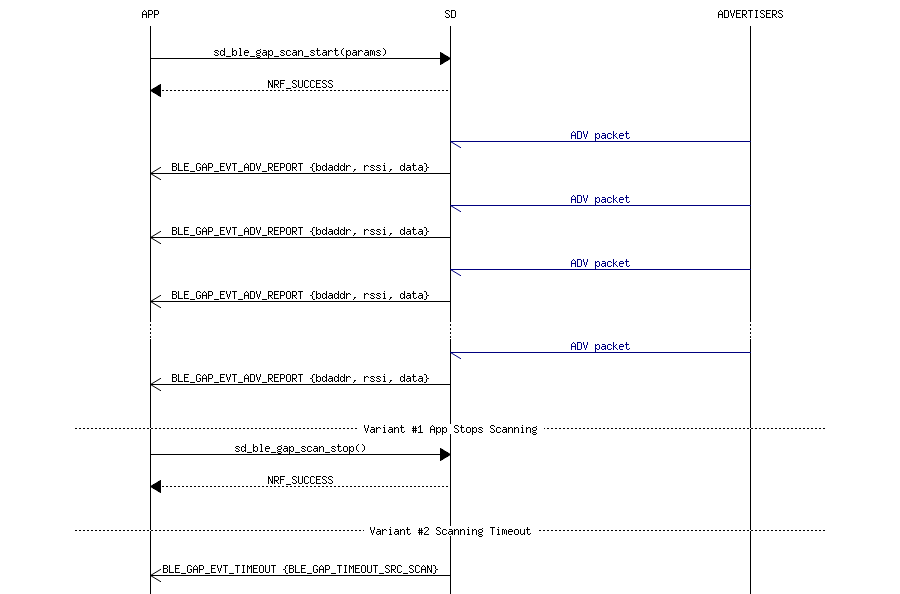 APP SD ADVERTISERS
sd_ble_gap_scan_start(params)
NRF_SUCCESS
ADV packet
BLE_GAP_EVT_ADV_REPORT {bdaddr, rssi, data}
ADV packet
BLE_GAP_EVT_ADV_REPORT {bdaddr, rssi, data}
ADV packet
BLE_GAP_EVT_ADV_REPORT {bdaddr, rssi, data}
ADV packet
BLE_GAP_EVT_ADV_REPORT {bdaddr, rssi, data}
Variant #1 App Stops Scanning
sd_ble_gap_scan_stop()
NRF_SUCCESS
Variant #2 Scanning Timeout
BLE_GAP_EVT_TIMEOUT {BLE_GAP_TIMEOUT_SRC_SCAN}